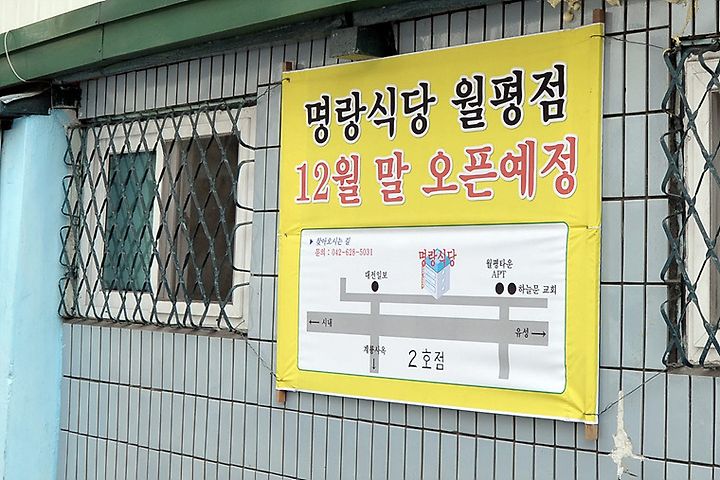 명랑식당 월평점
12월 말 오픈예정
▶ 찾아오시는 길
문의 : 042-628-5031
명랑식당
대전일보
월평타운
APT
하늘문 교회
← 시내
유성 →
계룡사옥
↓
2호점